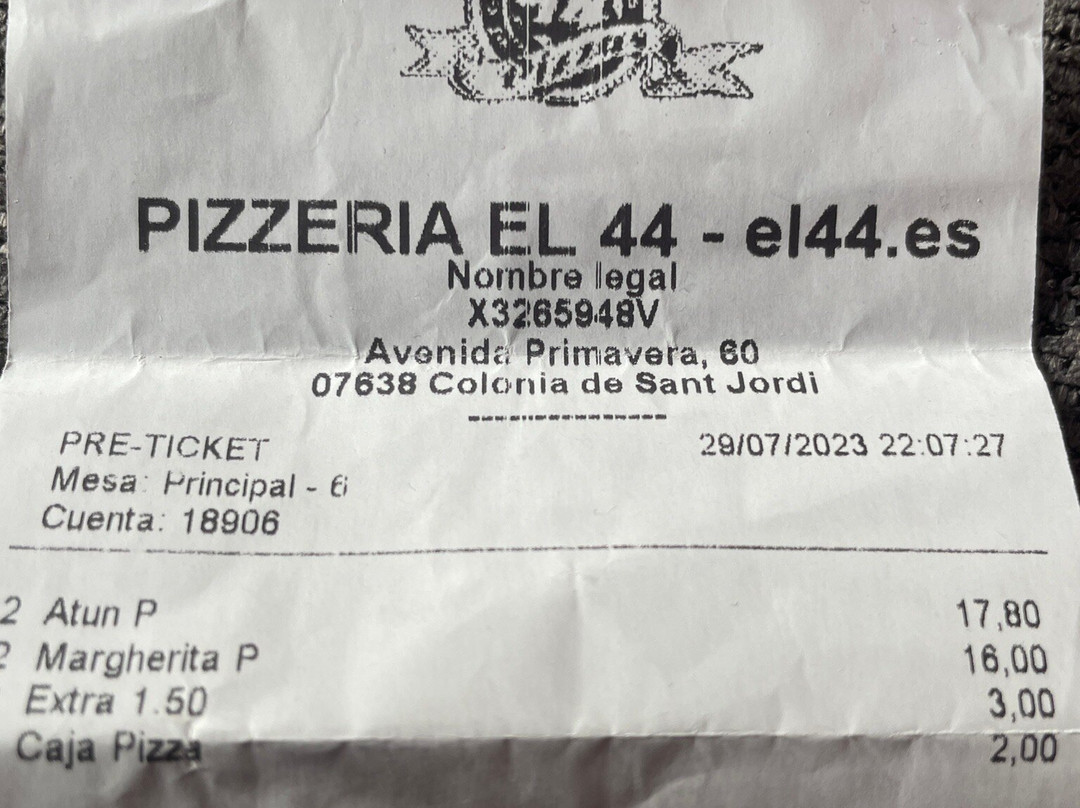 PIZZERIA EL 44 - el44.es
Nombre legal
X3265948V
Avenida Primavera, 60
07638 Colonia de Sant Jordi
PRE-TICKET 29/07/2023 22:07:27
Mesa: Principal - 6
Cuenta: 18906
2 Atun P 17,80
2 Margherita P 16,00
Extra 1.50 3,00
Caja Pizza 2,00